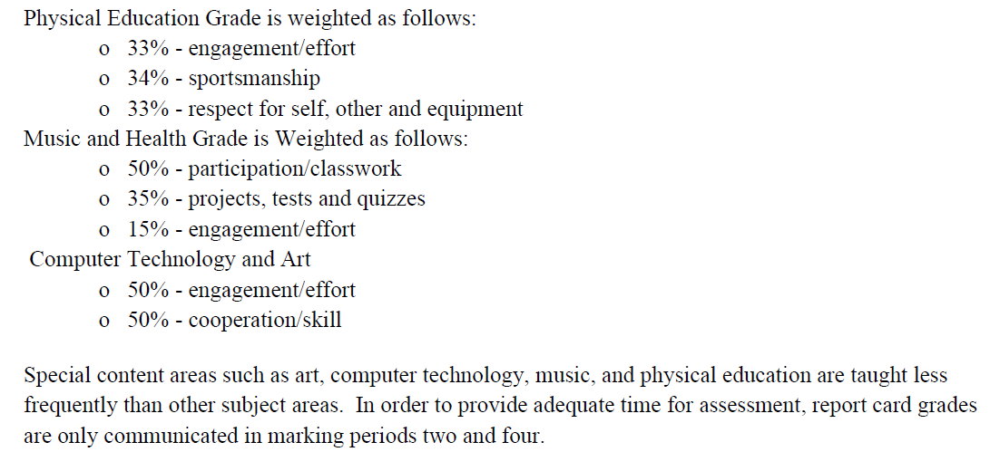 Physical Education Grade is weighted as follows:
o 33% - engagement/effort
o 34% - sportsmanship
o 33% - respect for self, other and equipment
Music and Health Grade is Weighted as follows:
o 50% - participation/classwork
o 35% - projects, tests and quizzes
o 15% - engagement/effort
Computer Technology and Art
o 50% - engagement/effort
o 50% - cooperation/skill
Special content areas such as art, computer technology, music, and physical education are taught less
frequently than other subject areas.  In order to provide adequate time for assessment, report card grades
are only communicated in marking periods two and four.